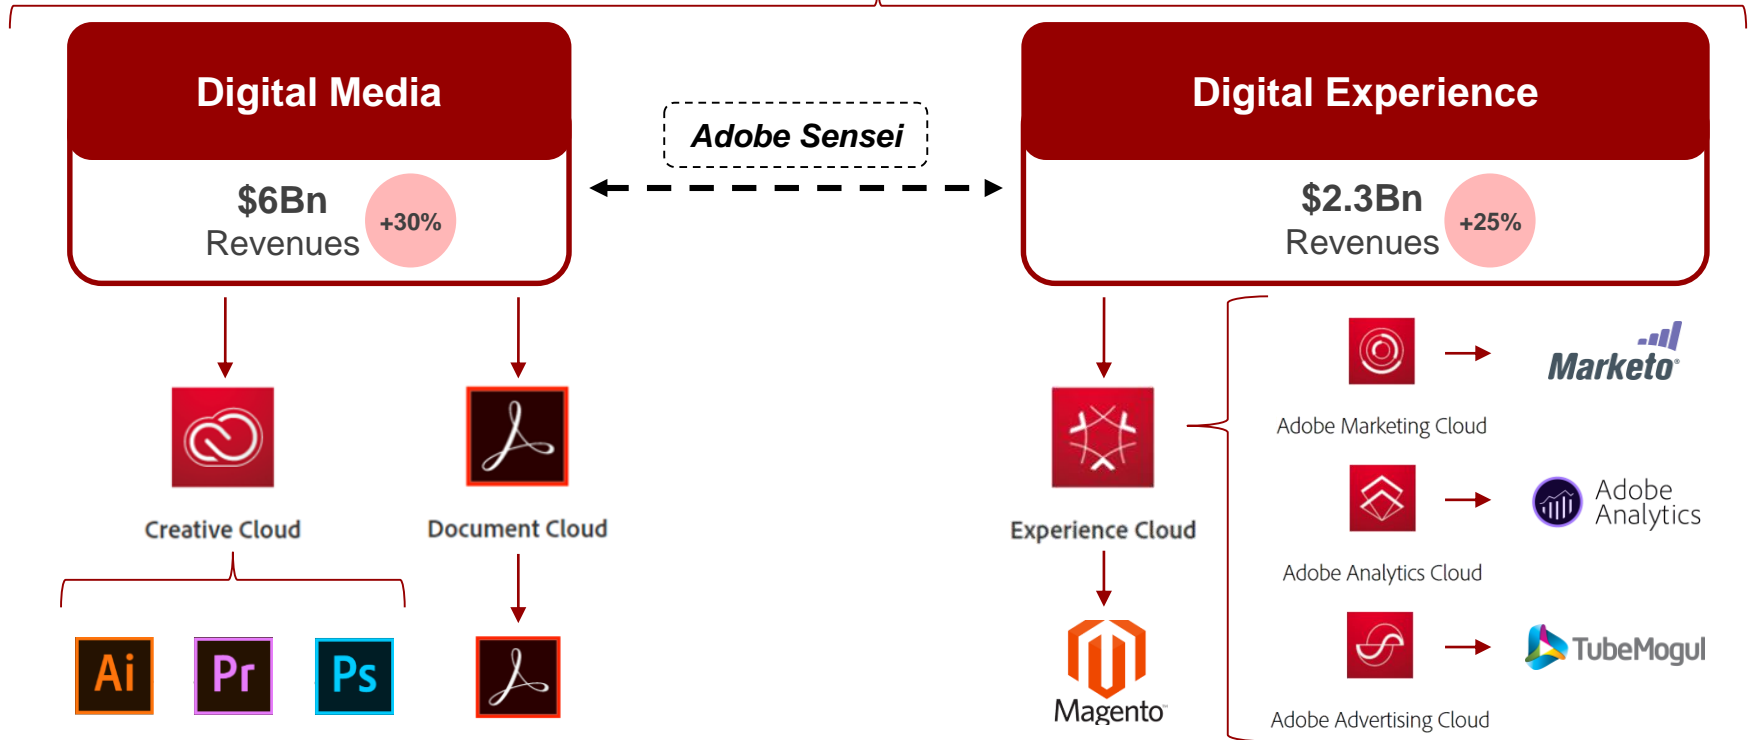 Digital Media
Digital Experience
Adobe Sensei
$6Bn
Revenues
+30%
$2.3Bn
Revenues
+25%
Marketo®
Adobe Marketing Cloud
Creative Cloud
Document Cloud
Experience Cloud
Adobe
Analytics
Adobe Analytics Cloud
Ai
Pr
Ps
Magento™
TubeMogul
Adobe Advertising Cloud